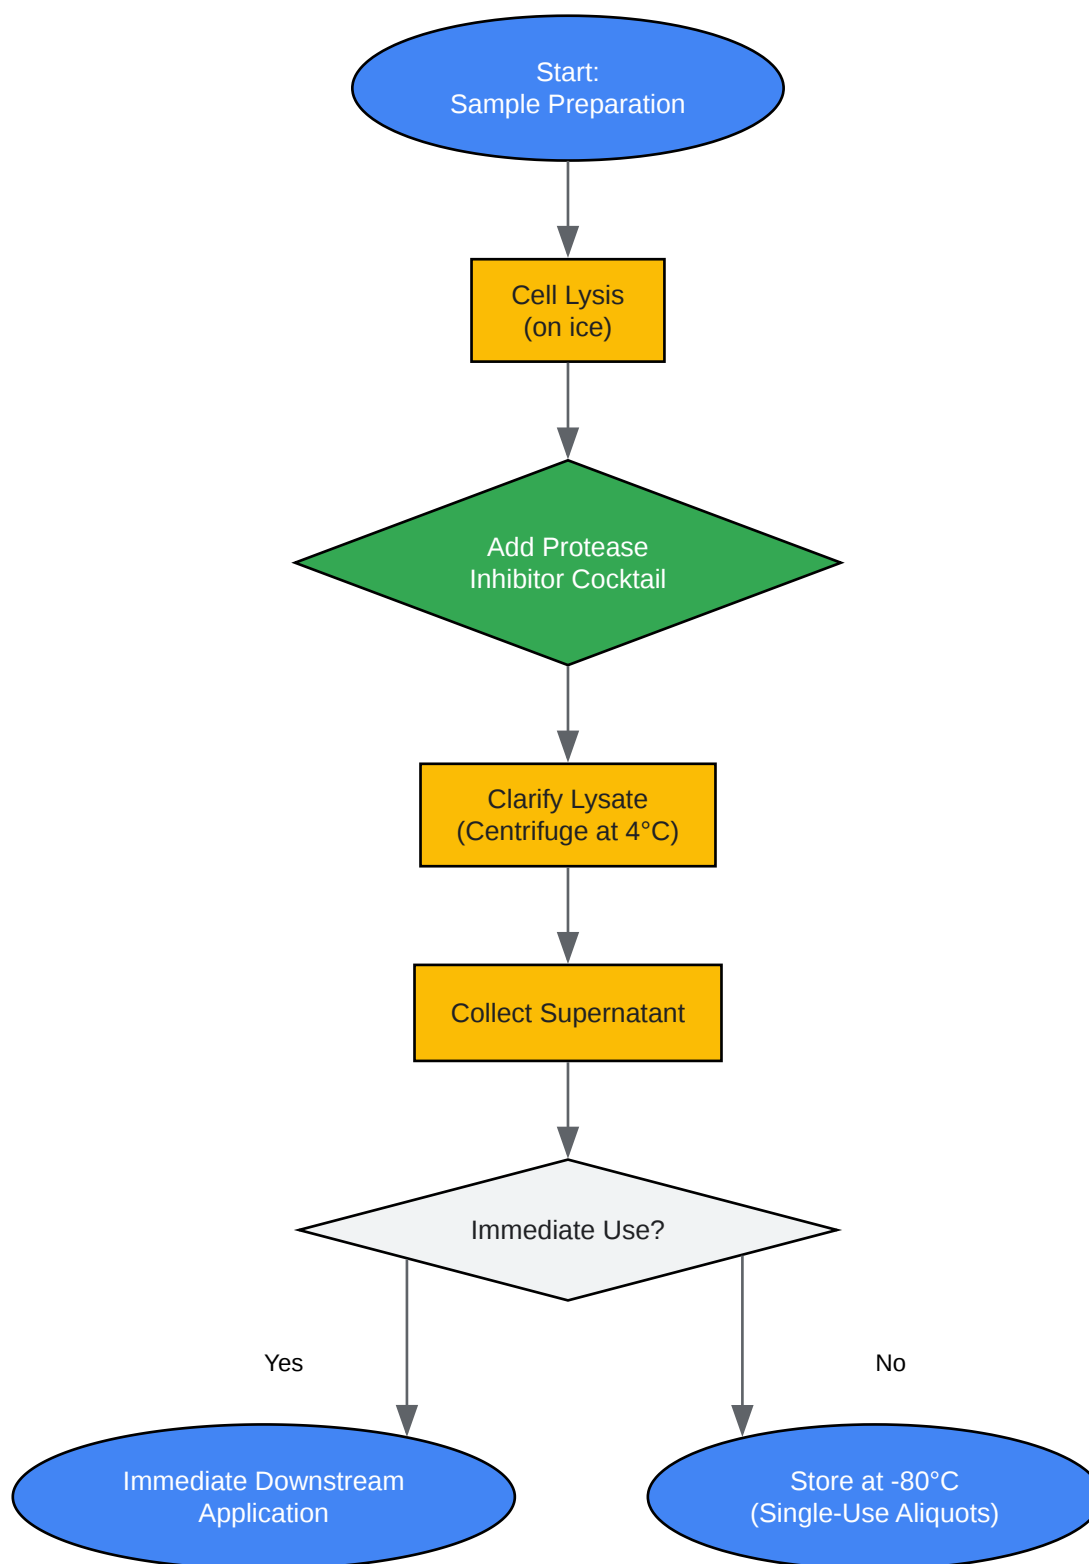 Start:
Sample Preparation
Cell Lysis
(on ice)
Add Protease
Inhibitor Cocktail
Clarify Lysate
(Centrifuge at 4°C)
Collect Supernatant
Immediate Use?
Yes
No
Immediate Downstream
Application
Store at -80°C
(Single-Use Aliquots)